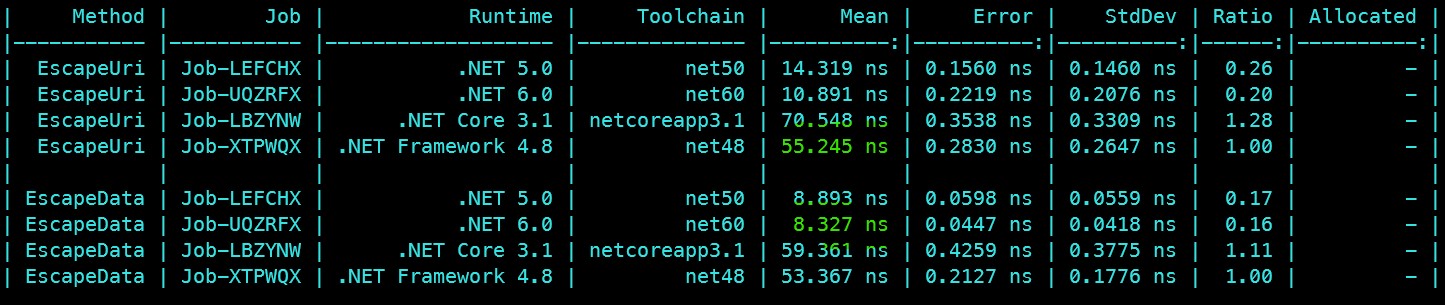 |     Method |        Job |            Runtime |     Toolchain |      Mean |     Error |    StdDev | Ratio | Allocated |
|----------- |----------- |------------------- |-------------- |----------:|----------:|----------:|------:|----------:|
|  EscapeUri | Job-LEFCHX |           .NET 5.0 |         net50 | 14.319 ns | 0.1560 ns | 0.1460 ns |  0.26 |         - |
|  EscapeUri | Job-UQZRFX |           .NET 6.0 |         net60 | 10.891 ns | 0.2219 ns | 0.2076 ns |  0.20 |         - |
|  EscapeUri | Job-LBZYNW |      .NET Core 3.1 | netcoreapp3.1 | 70.548 ns | 0.3538 ns | 0.3309 ns |  1.28 |         - |
|  EscapeUri | Job-XTPWQX | .NET Framework 4.8 |         net48 | 55.245 ns | 0.2830 ns | 0.2647 ns |  1.00 |         - |
|            |            |                    |               |           |           |           |       |           |
| EscapeData | Job-LEFCHX |           .NET 5.0 |         net50 |  8.893 ns | 0.0598 ns | 0.0559 ns |  0.17 |         - |
| EscapeData | Job-UQZRFX |           .NET 6.0 |         net60 |  8.327 ns | 0.0447 ns | 0.0418 ns |  0.16 |         - |
| EscapeData | Job-LBZYNW |      .NET Core 3.1 | netcoreapp3.1 | 59.361 ns | 0.4259 ns | 0.3775 ns |  1.11 |         - |
| EscapeData | Job-XTPWQX | .NET Framework 4.8 |         net48 | 53.367 ns | 0.2127 ns | 0.1776 ns |  1.00 |         - |